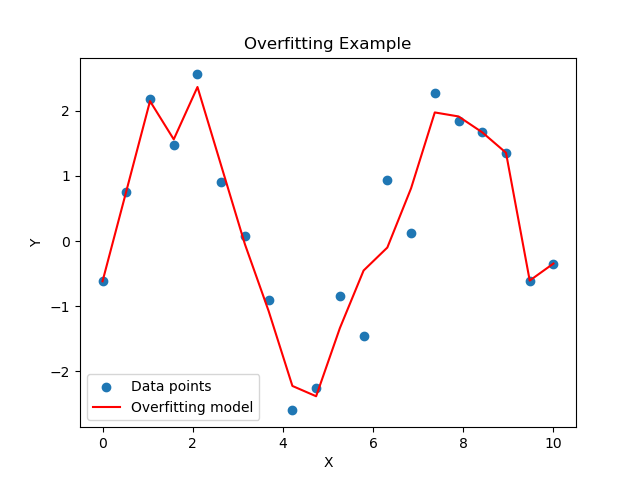 Overfitting Example
Y
2
1
0
−1
−2
Data points
Overfitting model
0 2 4 6 8 10
X